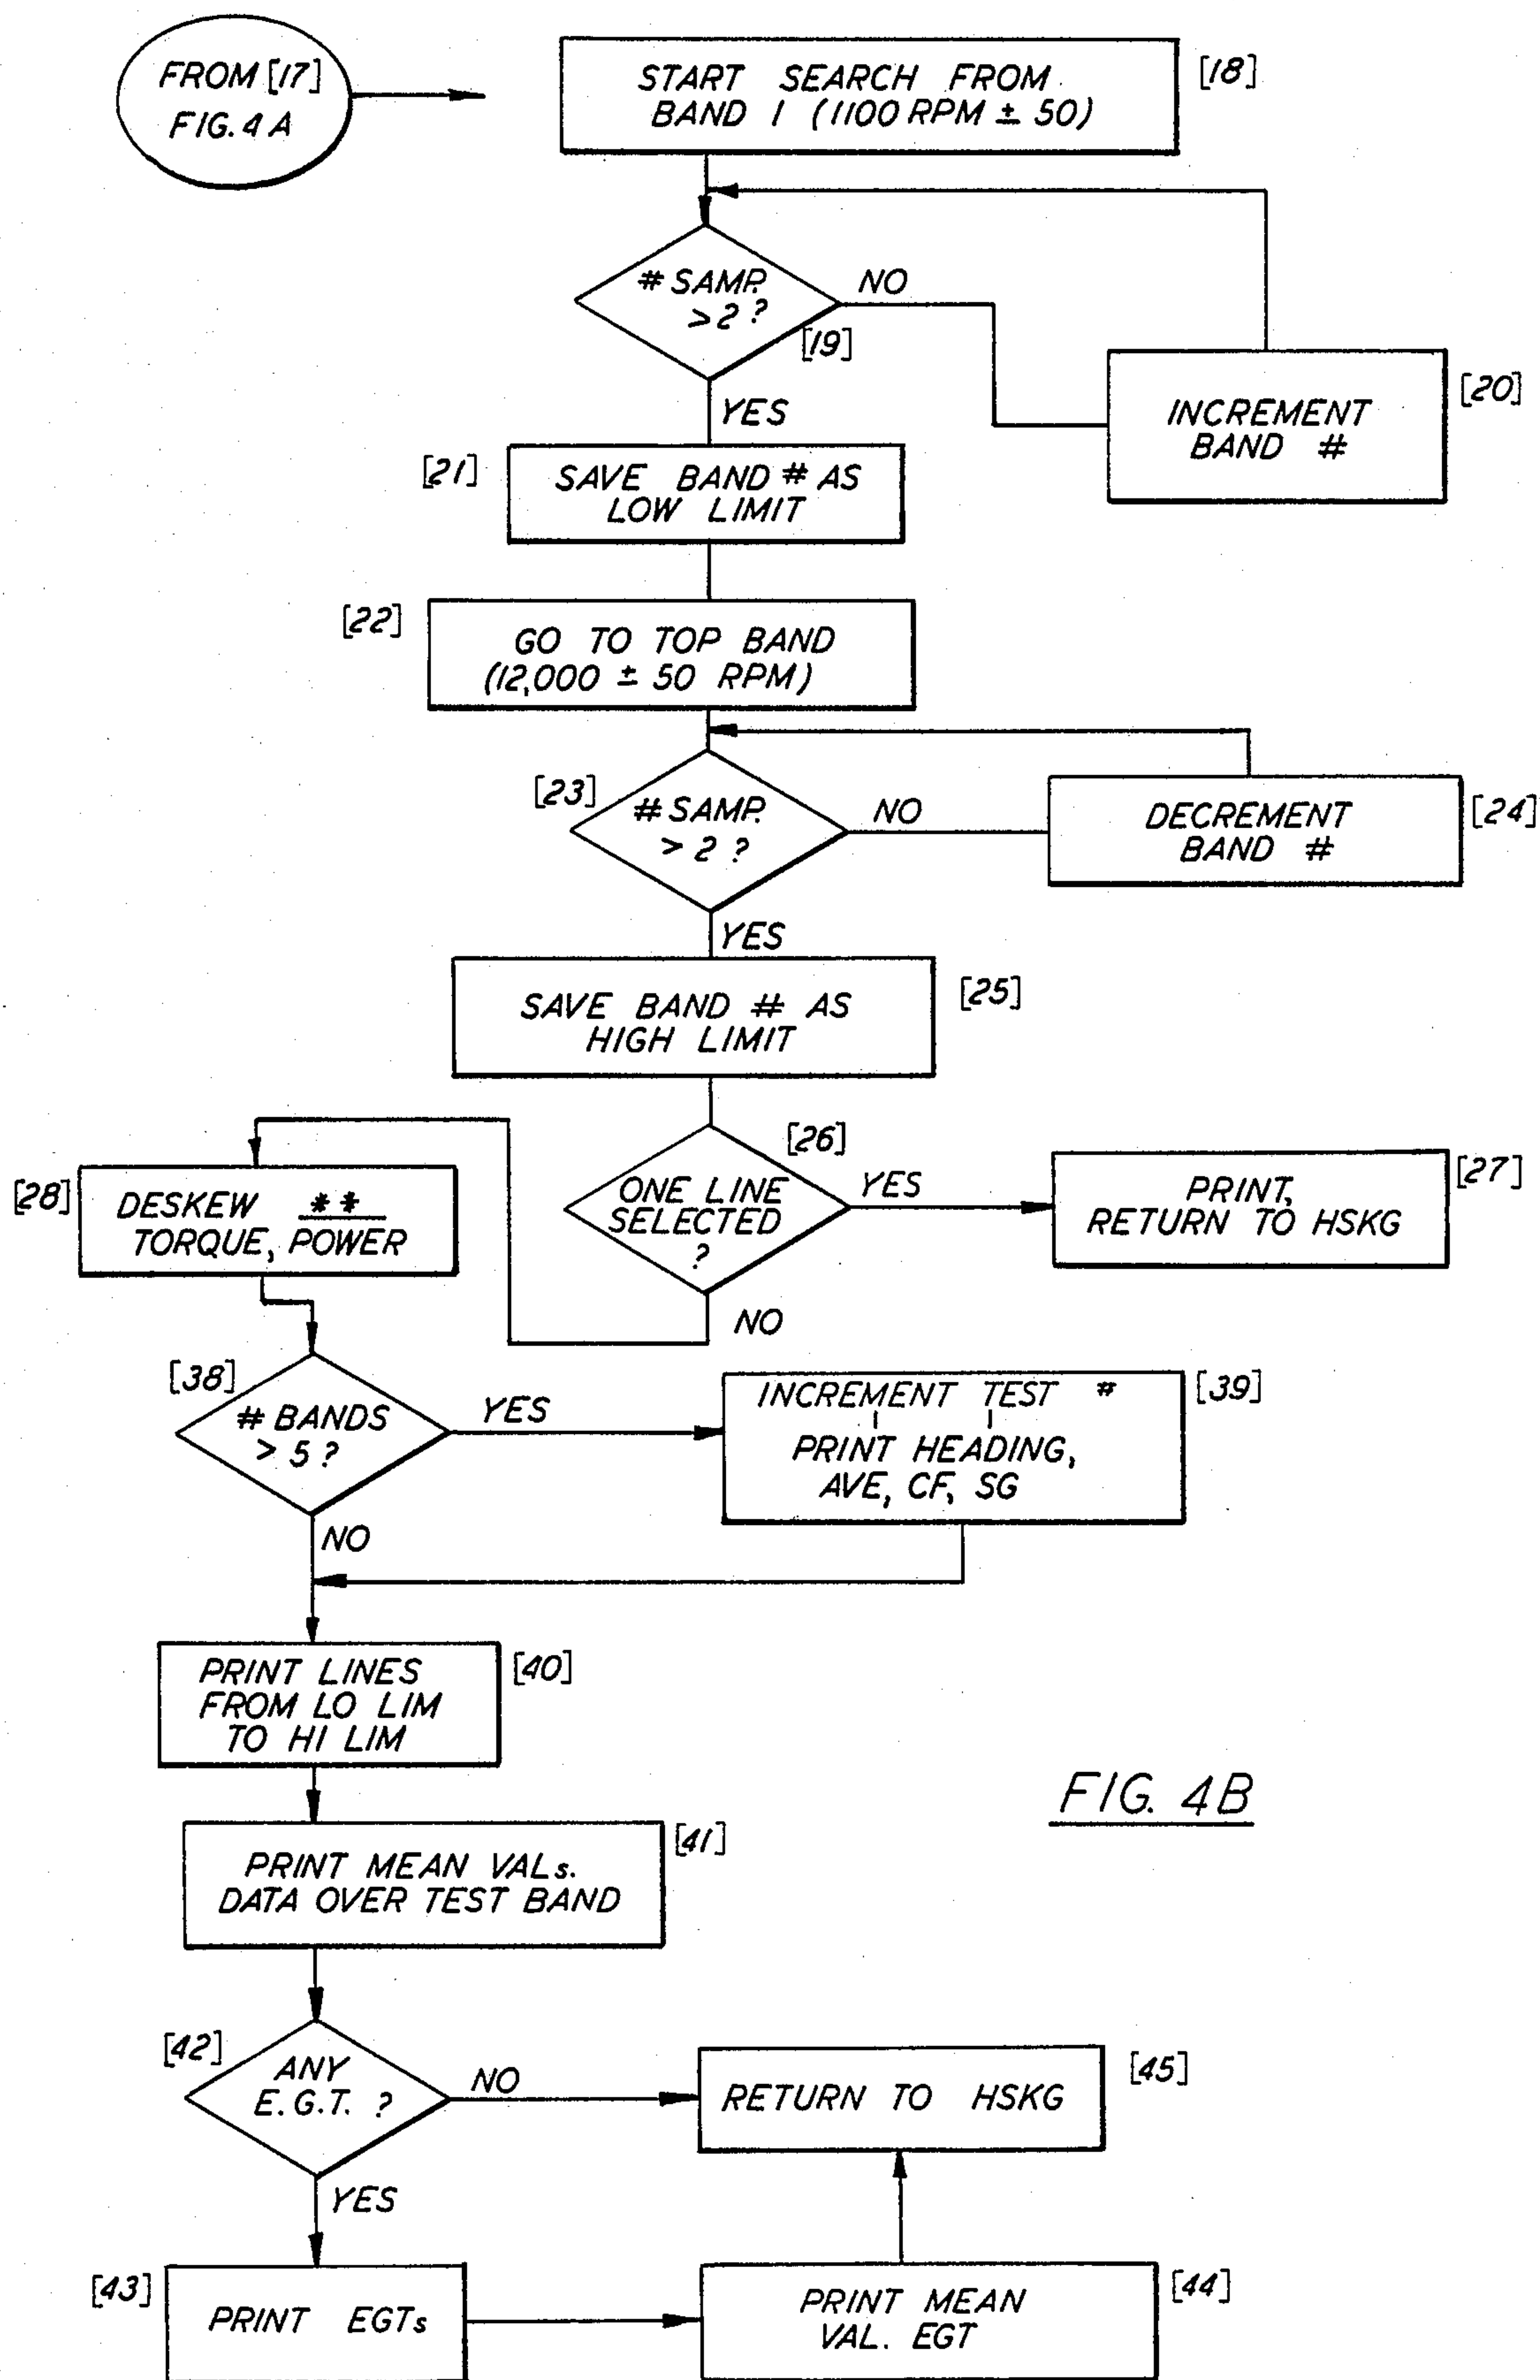 FROM [17]
FIG. 4 A
START SEARCH FROM
BAND 1 (1100 RPM ± 50)
[18]
# SAMP.
> 2 ?
[19]
NO
INCREMENT
BAND #
[20]
YES
[21]
SAVE BAND # AS
LOW LIMIT
[22]
GO TO TOP BAND
(12,000 ± 50 RPM)
[23]
# SAMP.
> 2 ?
NO
DECREMENT
BAND #
[24]
YES
SAVE BAND # AS
HIGH LIMIT
[25]
[26]
ONE LINE
SELECTED
?
YES
PRINT,
RETURN TO HSKG
[27]
NO
[28]
DESKEW **
TORQUE, POWER
[38]
# BANDS
> 5 ?
YES
INCREMENT TEST #
PRINT HEADING,
AVE, CF, SG
[39]
NO
PRINT LINES
FROM LO LIM
TO HI LIM
[40]
FIG. 4B
PRINT MEAN VALs.
DATA OVER TEST BAND
[41]
[42]
ANY
E.G.T. ?
NO
RETURN TO HSKG
[45]
YES
[43]
PRINT EGTs
PRINT MEAN
VAL. EGT
[44]